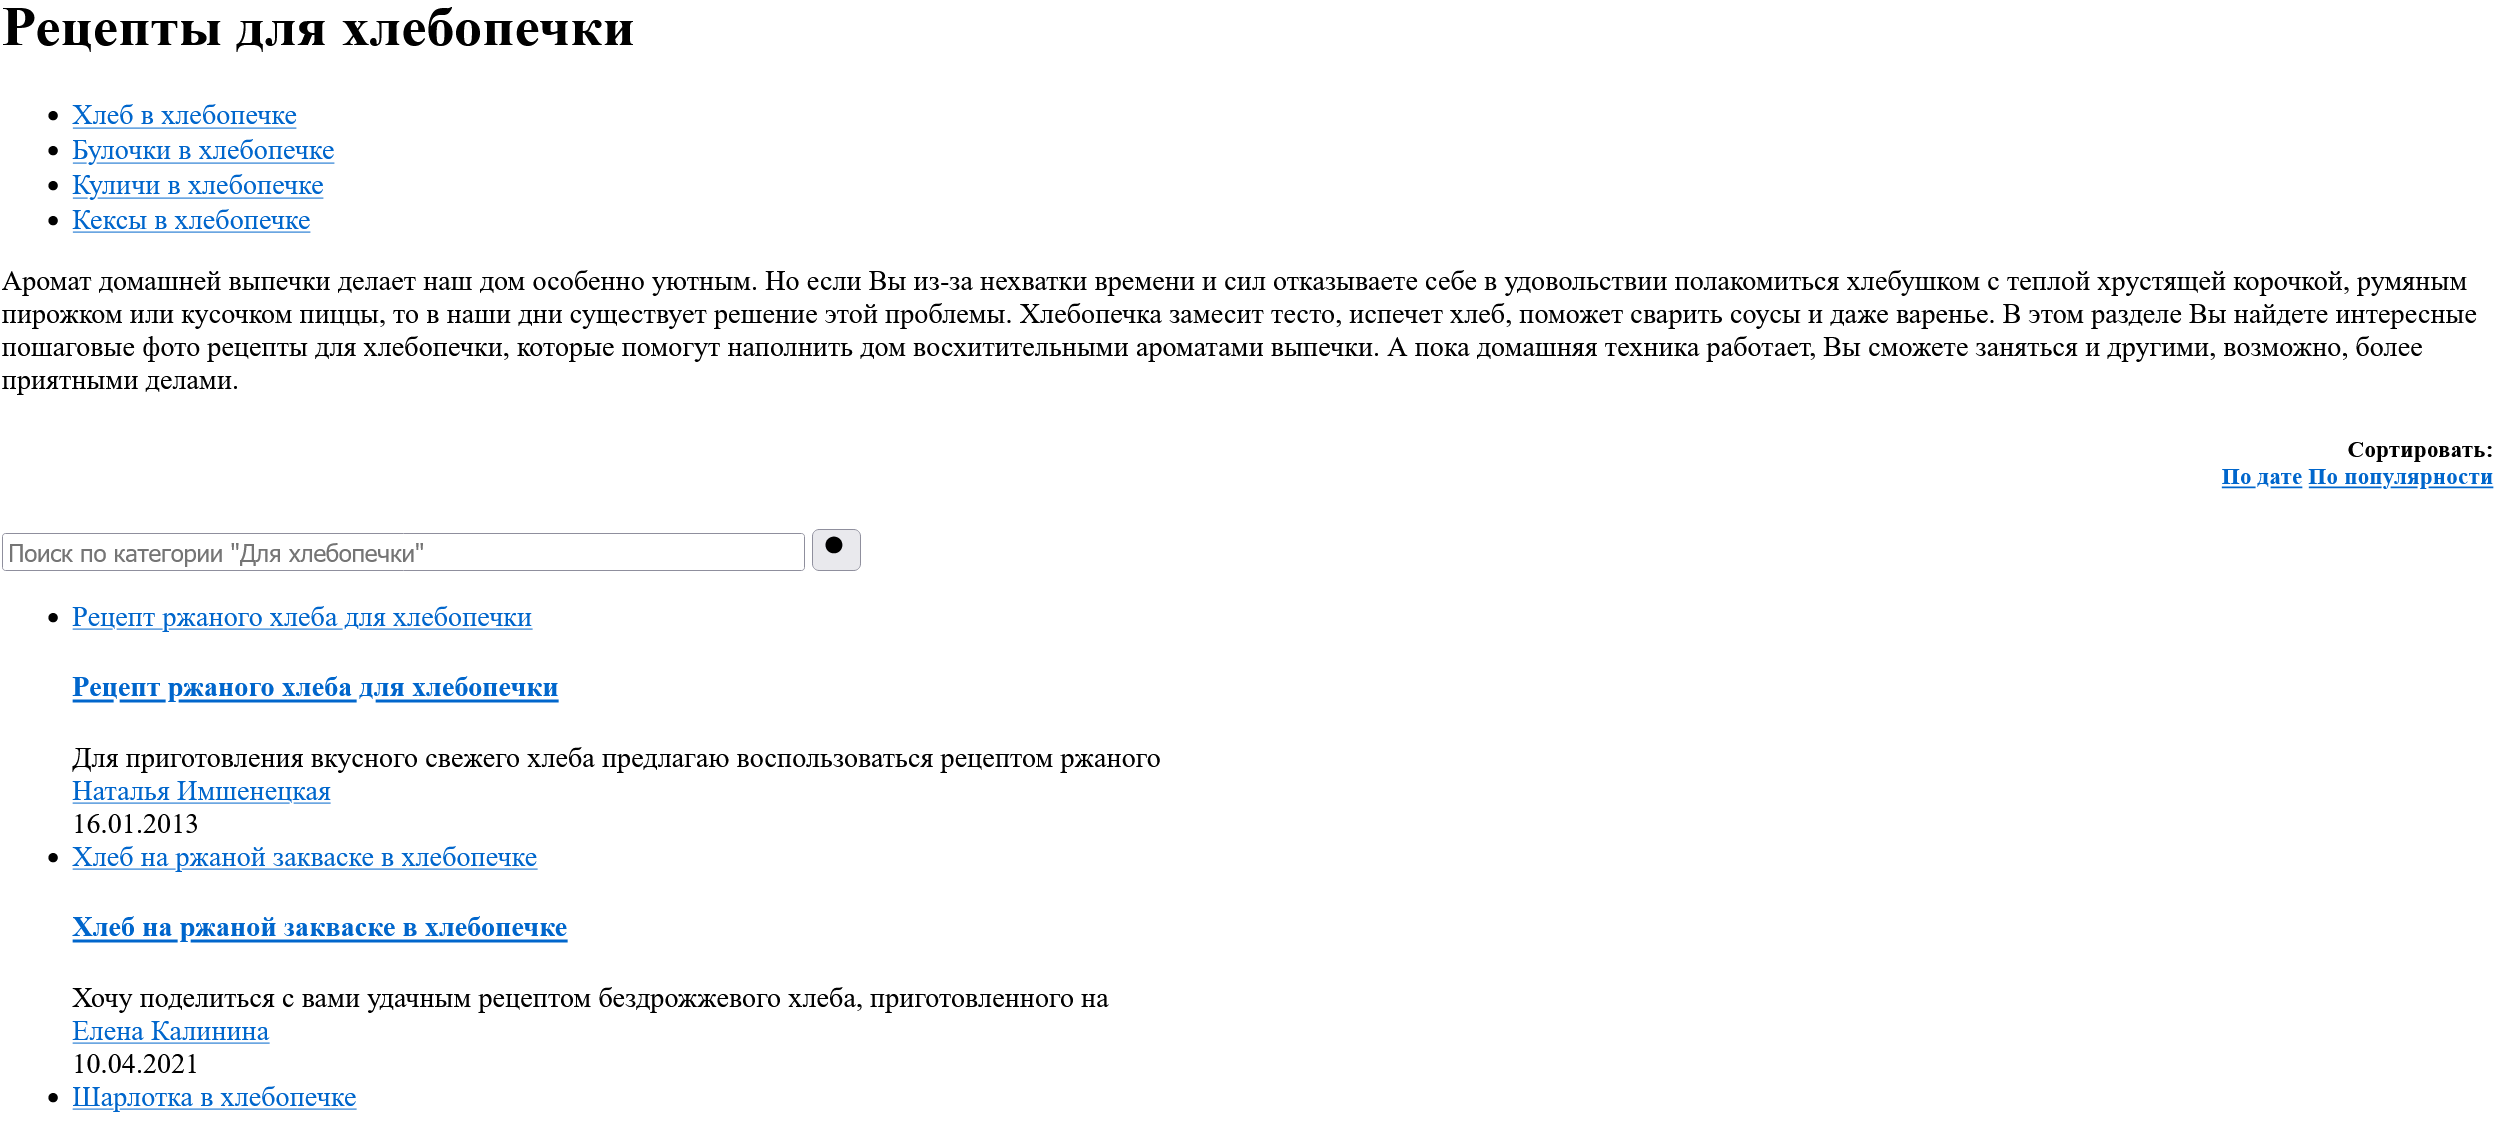 Рецепты для хлебопечки
Хлеб в хлебопечке
Булочки в хлебопечке
Куличи в хлебопечке
Кексы в хлебопечке
Аромат домашней выпечки делает наш дом особенно уютным. Но если Вы из-за нехватки времени и сил отказываете себе в удовольствии полакомиться хлебушком с теплой хрустящей корочкой, румяным
пирожком или кусочком пиццы, то в наши дни существует решение этой проблемы. Хлебопечка замесит тесто, испечет хлеб, поможет сварить соусы и даже варенье. В этом разделе Вы найдете интересные
пошаговые фото рецепты для хлебопечки, которые помогут наполнить дом восхитительными ароматами выпечки. А пока домашняя техника работает, Вы сможете заняться и другими, возможно, более
приятными делами.
Сортировать:
По дате По популярности
Поиск по категории "Для хлебопечки"
Рецепт ржаного хлеба для хлебопечки
Рецепт ржаного хлеба для хлебопечки
Для приготовления вкусного свежего хлеба предлагаю воспользоваться рецептом ржаного
Наталья Имшенецкая
16.01.2013
Хлеб на ржаной закваске в хлебопечке
Хлеб на ржаной закваске в хлебопечке
Хочу поделиться с вами удачным рецептом бездрожжевого хлеба, приготовленного на
Елена Калинина
10.04.2021
Шарлотка в хлебопечке